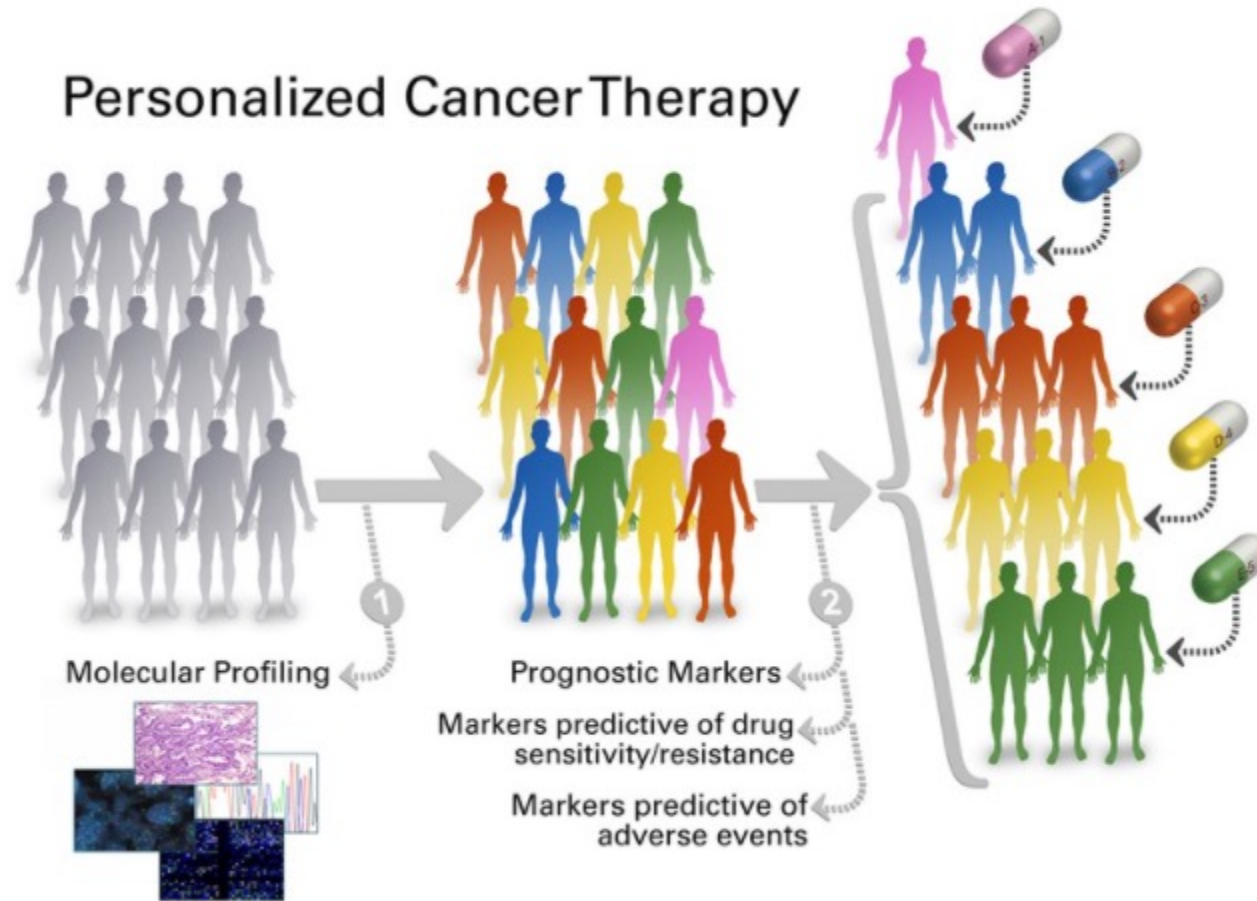 Personalized Cancer Therapy
1
2
Molecular Profiling
Prognostic Markers
Markers predictive of drug
sensitivity/resistance
Markers predictive of
adverse events
D-4